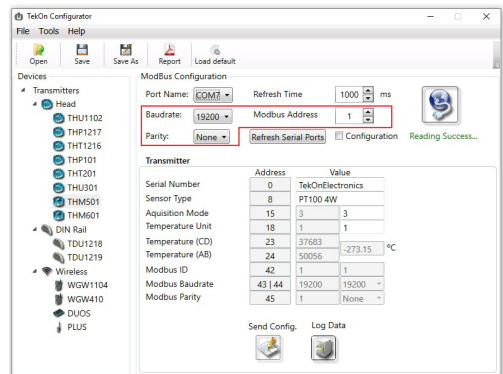 TekOn Configurator
File Tools Help
Open Save Save As Report Load default
Devices
Transmitters
Head
THU1102
THP1217
THT1216
THP101
THT201
THU301
THM501
THM601
DIN Rail
TDU1218
TDU1219
Wireless
WGW1104
WGW410
DUOS
PLUS
ModBus Configuration
Port Name: COM7 Refresh Time 1000 ms
Baudrate: 19200 Modbus Address 1
Parity: None Refresh Serial Ports Configuration Reading Success...
Transmitter
Address Value
Serial Number 0 TekOnElectronics
Sensor Type 8 PT100 4W
Aquisition Mode 15 3 3
Temperature Unit 18 1 1
Temperature (CD) 23 37683 -273.15 ºC
Temperature (AB) 24 50056
Modbus ID 42 1 1
Modbus Baudrate 43 | 44 19200 19200
Modbus Parity 45 1 None
Send Config. Log Data